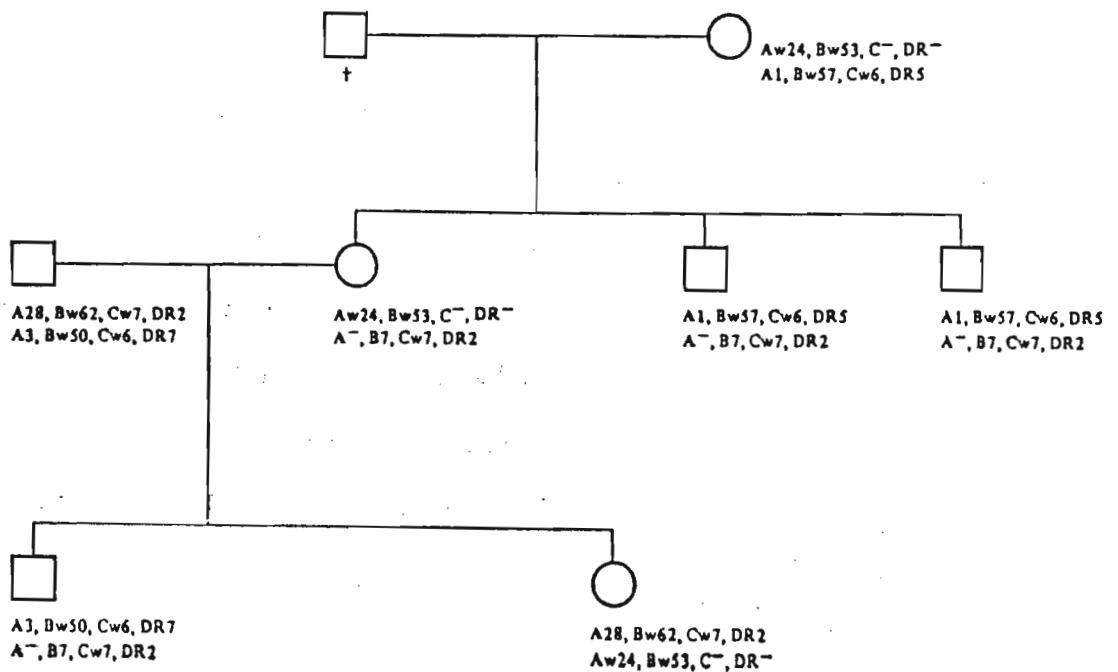 †
Aw24, Bw53, C⁻, DR⁻
A1, Bw57, Cw6, DR5
A28, Bw62, Cw7, DR2
A3, Bw50, Cw6, DR7
Aw24, Bw53, C⁻, DR⁻
A⁻, B7, Cw7, DR2
A1, Bw57, Cw6, DR5
A⁻, B7, Cw7, DR2
A1, Bw57, Cw6, DR5
A⁻, B7, Cw7, DR2
A3, Bw50, Cw6, DR7
A⁻, B7, Cw7, DR2
A28, Bw62, Cw7, DR2
Aw24, Bw53, C⁻, DR⁻